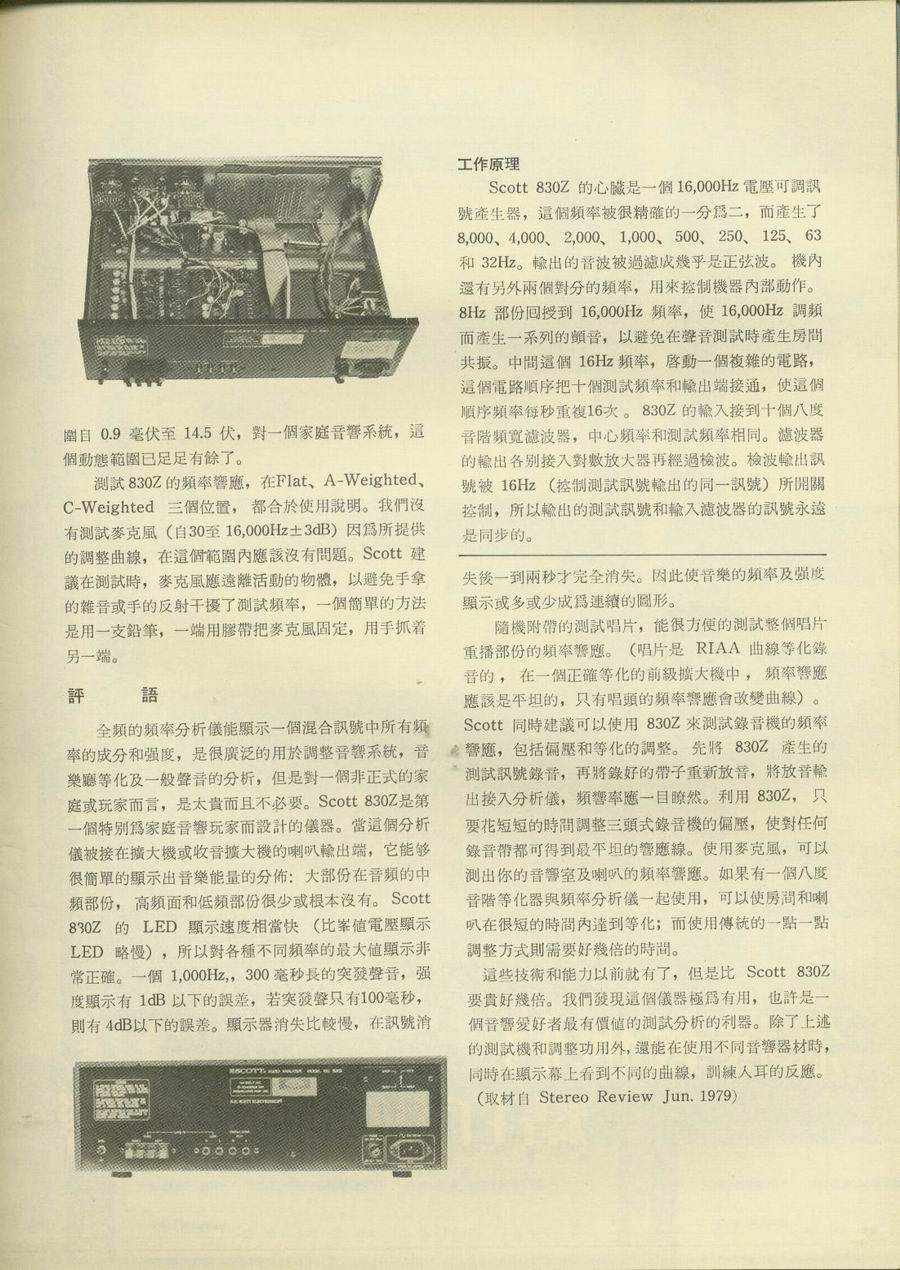 圍自 0.9 毫伏至 14.5 伏，對一個家庭音響系統，這
個動態範圍已足足有餘了。
測試 830Z 的頻率響應，在Flat、A-Weighted、
C-Weighted 三個位置，都合於使用說明。我們沒
有測試麥克風（自30至 16,000Hz±3dB）因爲所提供
的調整曲線，在這個範圍內應該沒有問題。Scott 建
議在測試時，麥克風應遠離活動的物體，以避免手拿
的雜音或手的反射干擾了測試頻率，一個簡單的方法
是用一支鉛筆，一端用膠帶把麥克風固定，用手抓着
另一端。
評 語
全頻的頻率分析儀能顯示一個混合訊號中所有頻
率的成分和强度，是很廣泛的用於調整音響系統，音
樂廳等化及一般聲音的分析，但是對一個非正式的家
庭或玩家而言，是太貴而且不必要。Scott 830Z是第
一個特別爲家庭音響玩家而設計的儀器。當這個分析
儀被接在擴大機或收音擴大機的喇叭輸出端，它能够
很簡單的顯示出音樂能量的分佈：大部份在音頻的中
頻部份，高頻面和低頻部份很少或根本沒有。Scott
830Z 的 LED 顯示速度相當快（比峯値電壓顯示
LED 略慢），所以對各種不同頻率的最大値顯示非
常正確。一個 1,000Hz,，300 毫秒長的突發聲音，强
度顯示有 1dB 以下的誤差，若突發聲只有100毫秒，
則有 4dB以下的誤差。顯示器消失比較慢，在訊號消
工作原理
Scott 830Z 的心臟是一個 16,000Hz 電壓可調訊
號產生器，這個頻率被很精確的一分爲二，而產生了
8,000、4,000、2,000、1,000、500、250、125、63
和 32Hz。輸出的音波被過濾成幾乎是正弦波。機內
還有另外兩個對分的頻率，用來控制機器內部動作。
8Hz 部份回授到 16,000Hz 頻率，使 16,000Hz 調頻
而產生一系列的顫音，以避免在聲音測試時產生房間
共振。中間這個 16Hz 頻率，啓動一個複雜的電路，
這個電路順序把十個測試頻率和輸出端接通，使這個
順序頻率每秒重複16次。830Z 的輸入接到十個八度
音階頻寬濾波器，中心頻率和測試頻率相同。濾波器
的輸出各別接入對數放大器再經過檢波。檢波輸出訊
號被 16Hz（控制測試訊號輸出的同一訊號）所開關
控制，所以輸出的測試訊號和輸入濾波器的訊號永遠
是同步的。
失後一到兩秒才完全消失。因此使音樂的頻率及强度
顯示或多或少成爲連續的圖形。
隨機附帶的測試唱片，能很方便的測試整個唱片
重播部份的頻率響應。（唱片是 RIAA 曲線等化錄
音的，在一個正確等化的前級擴大機中，頻率響應
應該是平坦的，只有唱頭的頻率響應會改變曲線）。
Scott 同時建議可以使用 830Z 來測試錄音機的頻率
響應，包括偏壓和等化的調整。先將 830Z 產生的
測試訊號錄音，再將錄好的帶子重新放音，將放音輸
出接入分析儀，頻響率應一目瞭然。利用 830Z，只
要花短短的時間調整三頭式錄音機的偏壓，使對任何
錄音帶都可得到最平坦的響應線。使用麥克風，可以
測出你的音響室及喇叭的頻率響應。如果有一個八度
音階等化器與頻率分析儀一起使用，可以使房間和喇
叭在很短的時間內達到等化；而使用傳統的一點一點
調整方式則需要好幾倍的時間。
這些技術和能力以前就有了，但是比 Scott 830Z
要貴好幾倍。我們發現這個儀器極爲有用，也許是一
個音響愛好者最有價値的測試分析的利器。除了上述
的測試機和調整功用外，還能在使用不同音響器材時，
同時在顯示幕上看到不同的曲線，訓練人耳的反應。
（取材自 Stereo Review Jun. 1979）
SCOTT AUDIO ANALYZER